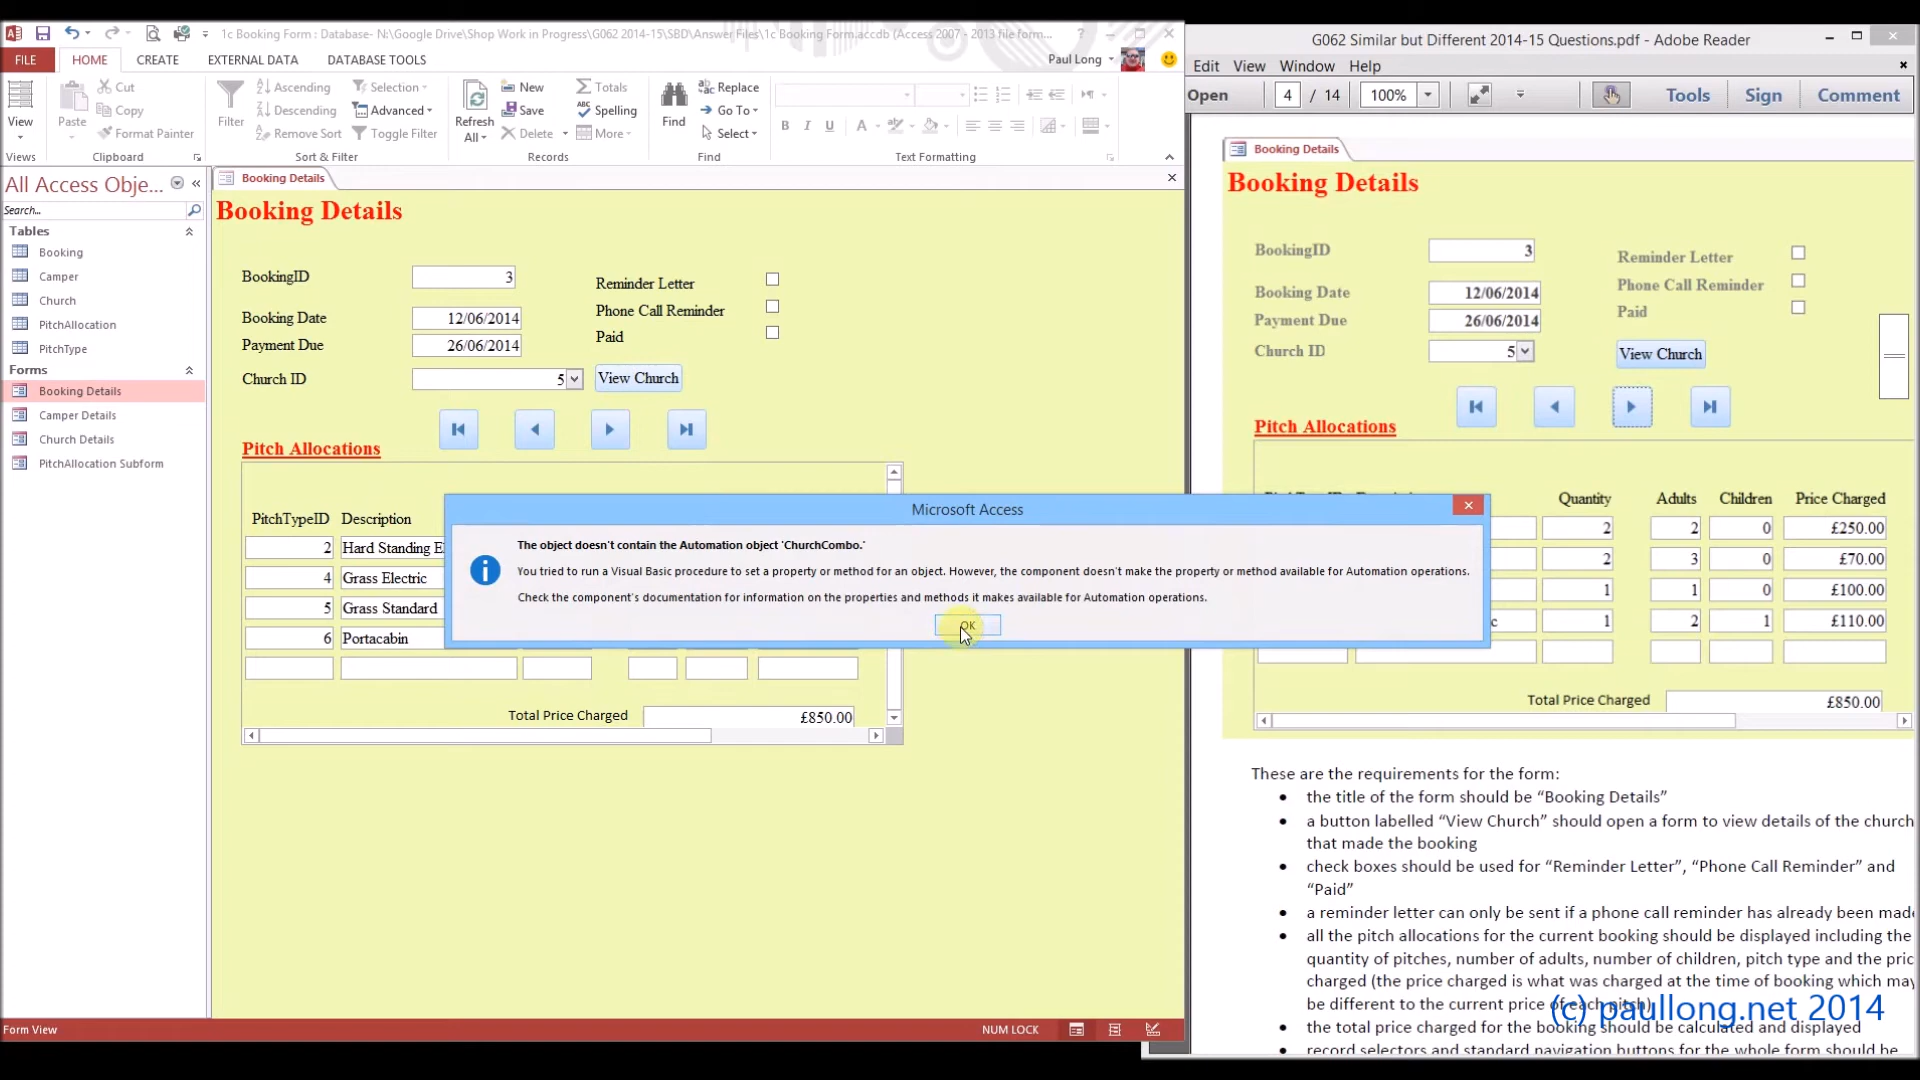 1c Booking Form : Database- N:\Google Drive\Shop Work in Progress\G062 2014-15\SBD\Answer Files\1c Booking Form.accdb (Access 2007 - 2013 file form...
FILE HOME CREATE EXTERNAL DATA DATABASE TOOLS Paul Long
View Paste Cut Copy Format Painter
Filter Ascending Descending Remove Sort Selection Advanced Toggle Filter
Refresh All New Save Delete Totals Spelling More
Find Replace Go To Select
B I U A
Views Clipboard Sort & Filter Records Find Text Formatting
All Access Obje...
Search...
Tables
Booking
Camper
Church
PitchAllocation
PitchType
Forms
Booking Details
Camper Details
Church Details
PitchAllocation Subform
Booking Details
Booking Details
BookingID 3
Booking Date 12/06/2014
Payment Due 26/06/2014
Church ID 5 View Church
Reminder Letter
Phone Call Reminder
Paid
Pitch Allocations
PitchTypeID Description
2 Hard Standing El
4 Grass Electric
5 Grass Standard
6 Portacabin
Total Price Charged £850.00
Form View NUM LOCK
Microsoft Access
The object doesn't contain the Automation object 'ChurchCombo.'
You tried to run a Visual Basic procedure to set a property or method for an object. However, the component doesn't make the property or method available for Automation operations.
Check the component's documentation for information on the properties and methods it makes available for Automation operations.
OK
G062 Similar but Different 2014-15 Questions.pdf - Adobe Reader
Edit View Window Help
Open 4 / 14 100% Tools Sign Comment
Booking Details
Booking Details
BookingID 3
Booking Date 12/06/2014
Payment Due 26/06/2014
Church ID 5 View Church
Reminder Letter
Phone Call Reminder
Paid
Pitch Allocations
Quantity Adults Children Price Charged
2 2 0 £250.00
2 3 0 £70.00
1 1 0 £100.00
c 1 2 1 £110.00
Total Price Charged £850.00
These are the requirements for the form:
• the title of the form should be “Booking Details”
• a button labelled “View Church” should open a form to view details of the church
that made the booking
• check boxes should be used for “Reminder Letter”, “Phone Call Reminder” and
“Paid”
• a reminder letter can only be sent if a phone call reminder has already been made
• all the pitch allocations for the current booking should be displayed including the
quantity of pitches, number of adults, number of children, pitch type and the pric
charged (the price charged is what was charged at the time of booking which may
be different to the current price of each pitch)
• the total price charged for the booking should be calculated and displayed
• record selectors and standard navigation buttons for the whole form should be
(c) paullong.net 2014